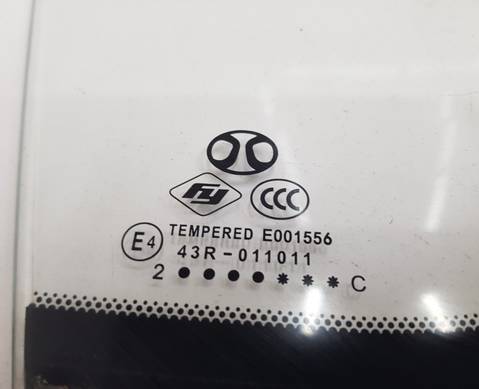 FY CCC
TEMPERED E001556
E4 43R-011011
2 ● ● ● ● ✱ ✱ ✱ C